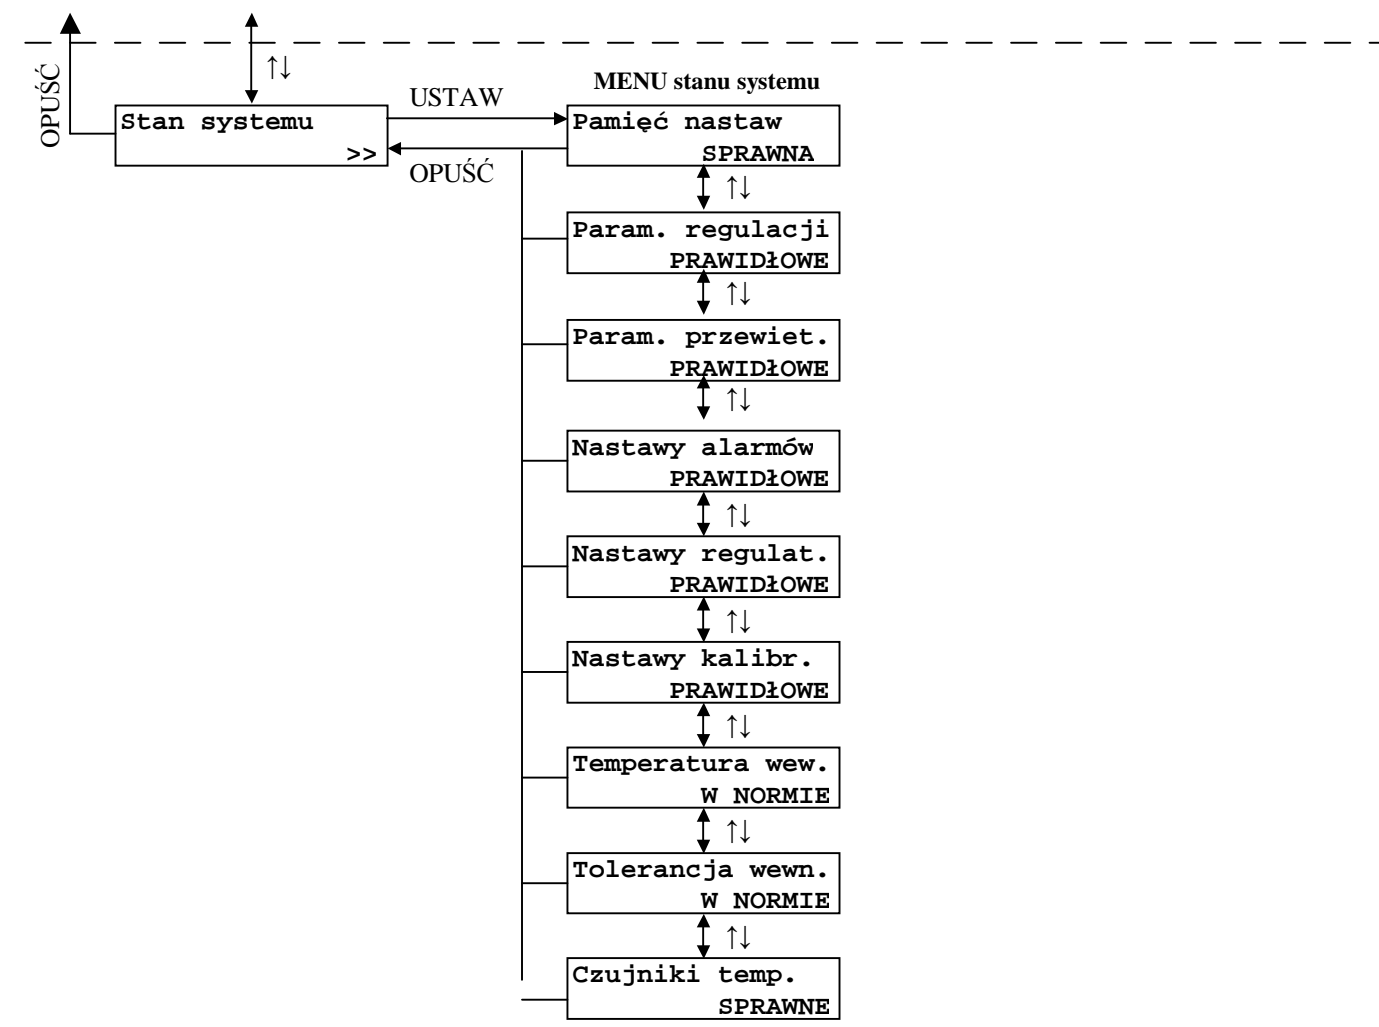 OPUŚĆ
↑↓
MENU stanu systemu
USTAW
Stan systemu
>>
OPUŚĆ
Pamięć nastaw
SPRAWNA
↑↓
Param. regulacji
PRAWIDŁOWE
↑↓
Param. przewiet.
PRAWIDŁOWE
↑↓
Nastawy alarmów
PRAWIDŁOWE
↑↓
Nastawy regulat.
PRAWIDŁOWE
↑↓
Nastawy kalibr.
PRAWIDŁOWE
↑↓
Temperatura wew.
W NORMIE
↑↓
Tolerancja wewn.
W NORMIE
↑↓
Czujniki temp.
SPRAWNE